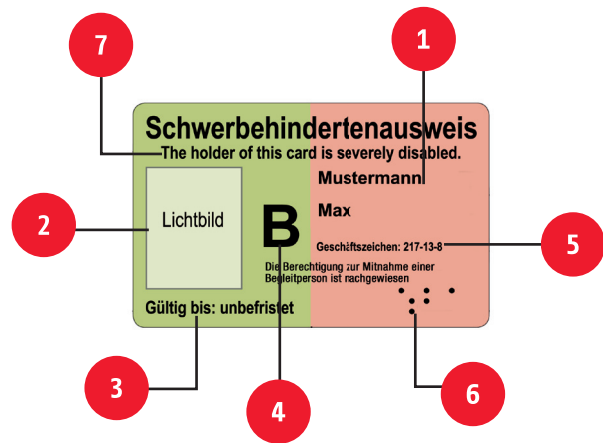 7
1
Schwerbehindertenausweis
The holder of this card is severely disabled.
Mustermann
2
Lichtbild
B
Max
Geschäftszeichen: 217-13-8
5
Die Berechtigung zur Mitnahme einer
Begleitperson ist nachgewiesen
Gültig bis: unbefristet
3
4
6